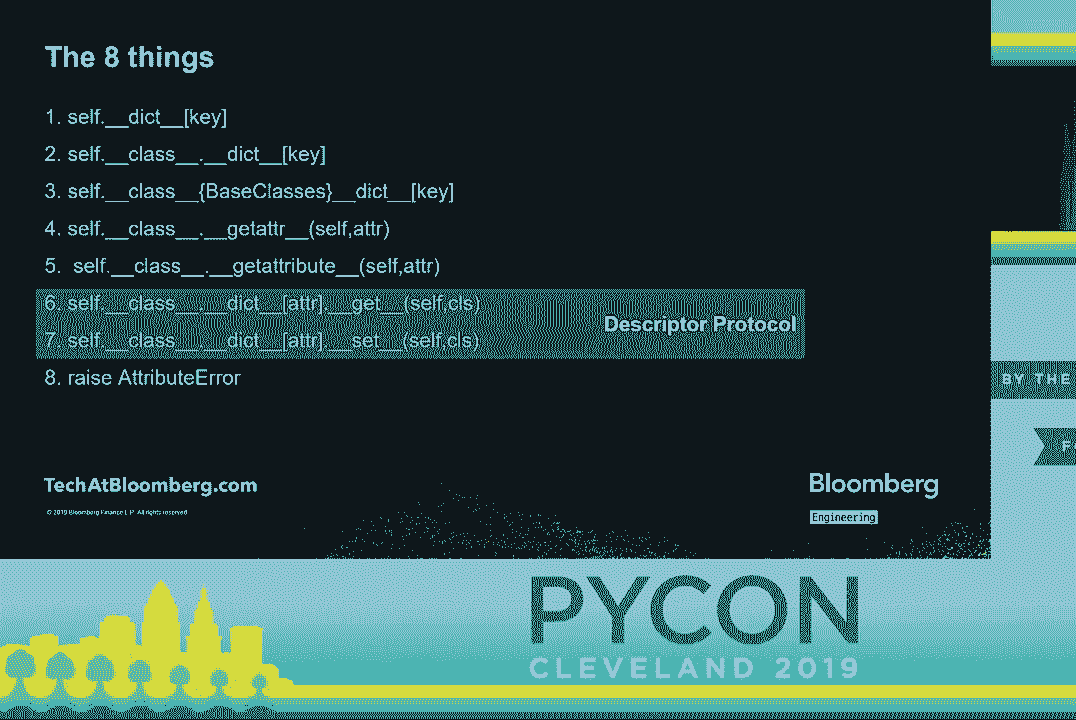 The 8 things
1. self.__dict__[key]
2. self.__class__.__dict__[key]
3. self.__class__{BaseClasses}__dict__[key]
4. self.__class__.__getattr__(self,attr)
5. self.__class__.__getattribute__(self,attr)
6. self.__class__.__dict__[attr].__get__(self,cls)
Descriptor Protocol
7. self.__class__.__dict__[attr].__set__(self,cls)
8. raise AttributeError
TechAtBloomberg.com
© 2019 Bloomberg Finance L.P. All rights reserved.
Bloomberg
Engineering
BY THE
PYCON
CLEVELAND 2019